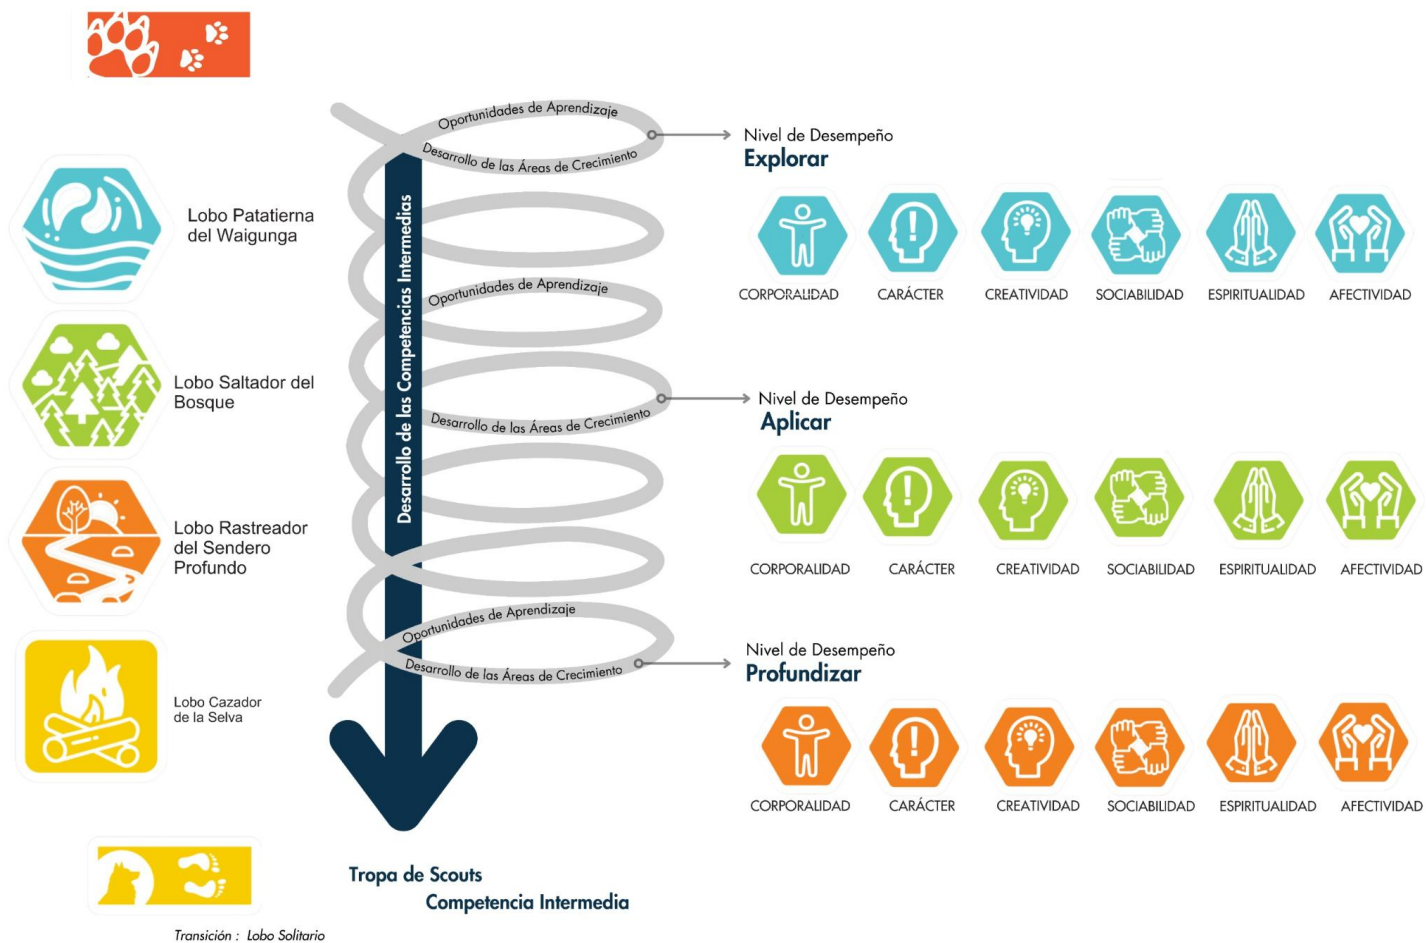 Lobo Patatierna
del Waigunga
Lobo Saltador del
Bosque
Lobo Rastreador
del Sendero
Profundo
Lobo Cazador
de la Selva
Transición : Lobo Solitario
Desarrollo de las Competencias Intermedias
Oportunidades de Aprendizaje
Desarrollo de las Áreas de Crecimiento
Oportunidades de Aprendizaje
Desarrollo de las Áreas de Crecimiento
Oportunidades de Aprendizaje
Desarrollo de las Áreas de Crecimiento
Tropa de Scouts
Competencia Intermedia
Nivel de Desempeño
Explorar
CORPORALIDAD CARÁCTER CREATIVIDAD SOCIABILIDAD ESPIRITUALIDAD AFECTIVIDAD
Nivel de Desempeño
Aplicar
CORPORALIDAD CARÁCTER CREATIVIDAD SOCIABILIDAD ESPIRITUALIDAD AFECTIVIDAD
Nivel de Desempeño
Profundizar
CORPORALIDAD CARÁCTER CREATIVIDAD SOCIABILIDAD ESPIRITUALIDAD AFECTIVIDAD